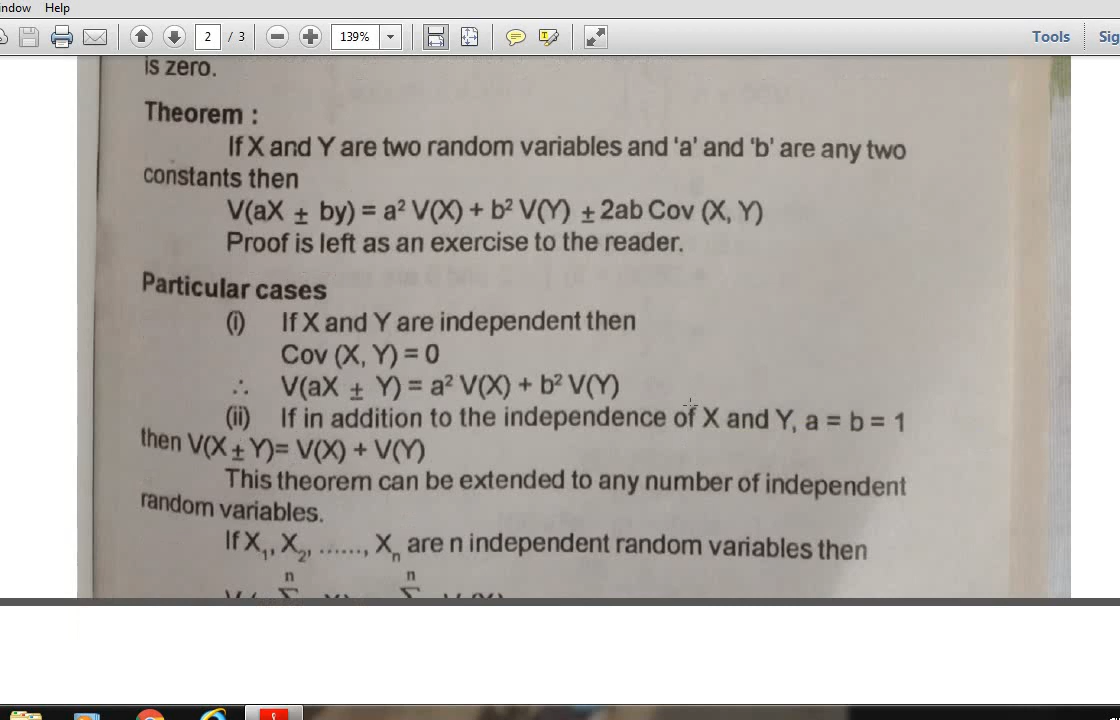 indow Help
2 / 3 139% Tools Sig
is zero.
Theorem :
If X and Y are two random variables and 'a' and 'b' are any two
constants then
V(aX ± by) = a² V(X) + b² V(Y) ± 2ab Cov (X, Y)
Proof is left as an exercise to the reader.
Particular cases
(i) If X and Y are independent then
Cov (X, Y) = 0
∴ V(aX ± Y) = a² V(X) + b² V(Y)
(ii) If in addition to the independence of X and Y, a = b = 1
then V(X ± Y)= V(X) + V(Y)
This theorem can be extended to any number of independent
random variables.
If X₁, X₂, ......, Xₙ are n independent random variables then
n n